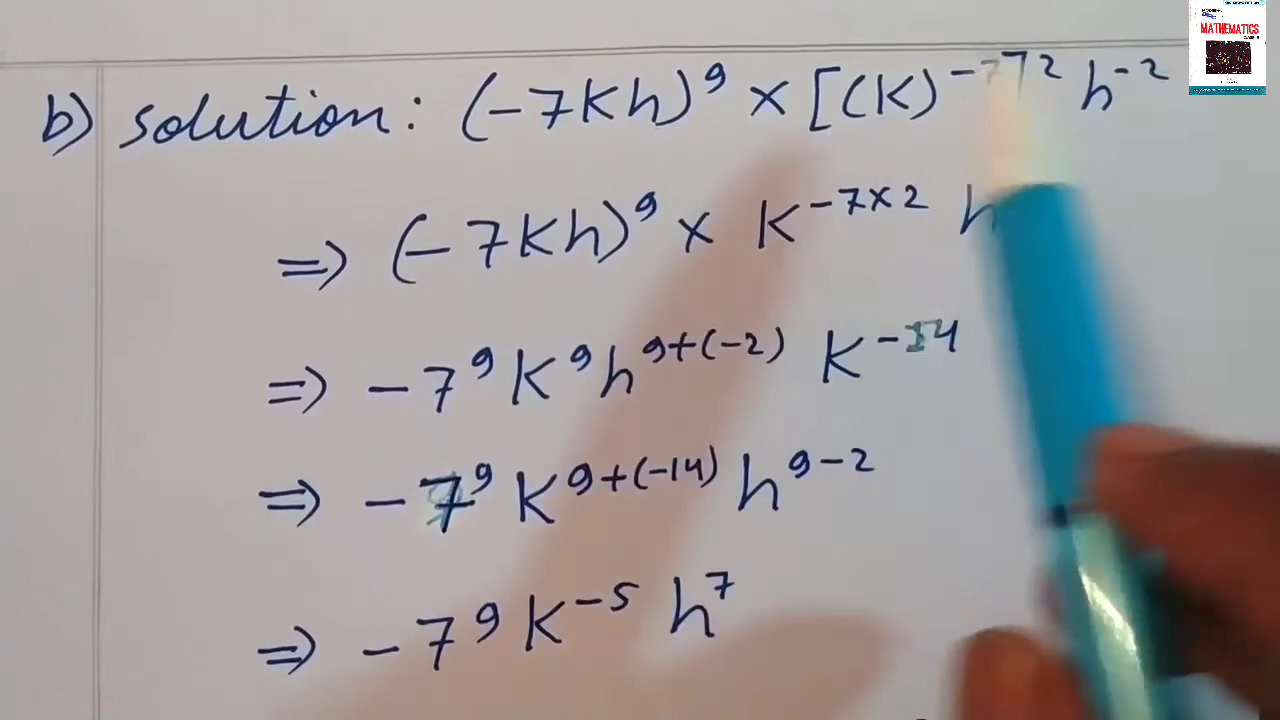 b) solution: (-7kh)⁹ × [(k)⁻⁷]² h⁻²
⇒ (-7kh)⁹ × k⁻⁷ˣ² h
⇒ -7⁹ k⁹ h⁹⁺⁽⁻²⁾ k⁻¹⁴
⇒ -7⁹ k⁹⁺⁽⁻¹⁴⁾ h⁹⁻²
⇒ -7⁹ k⁻⁵ h⁷
MATHEMATICS